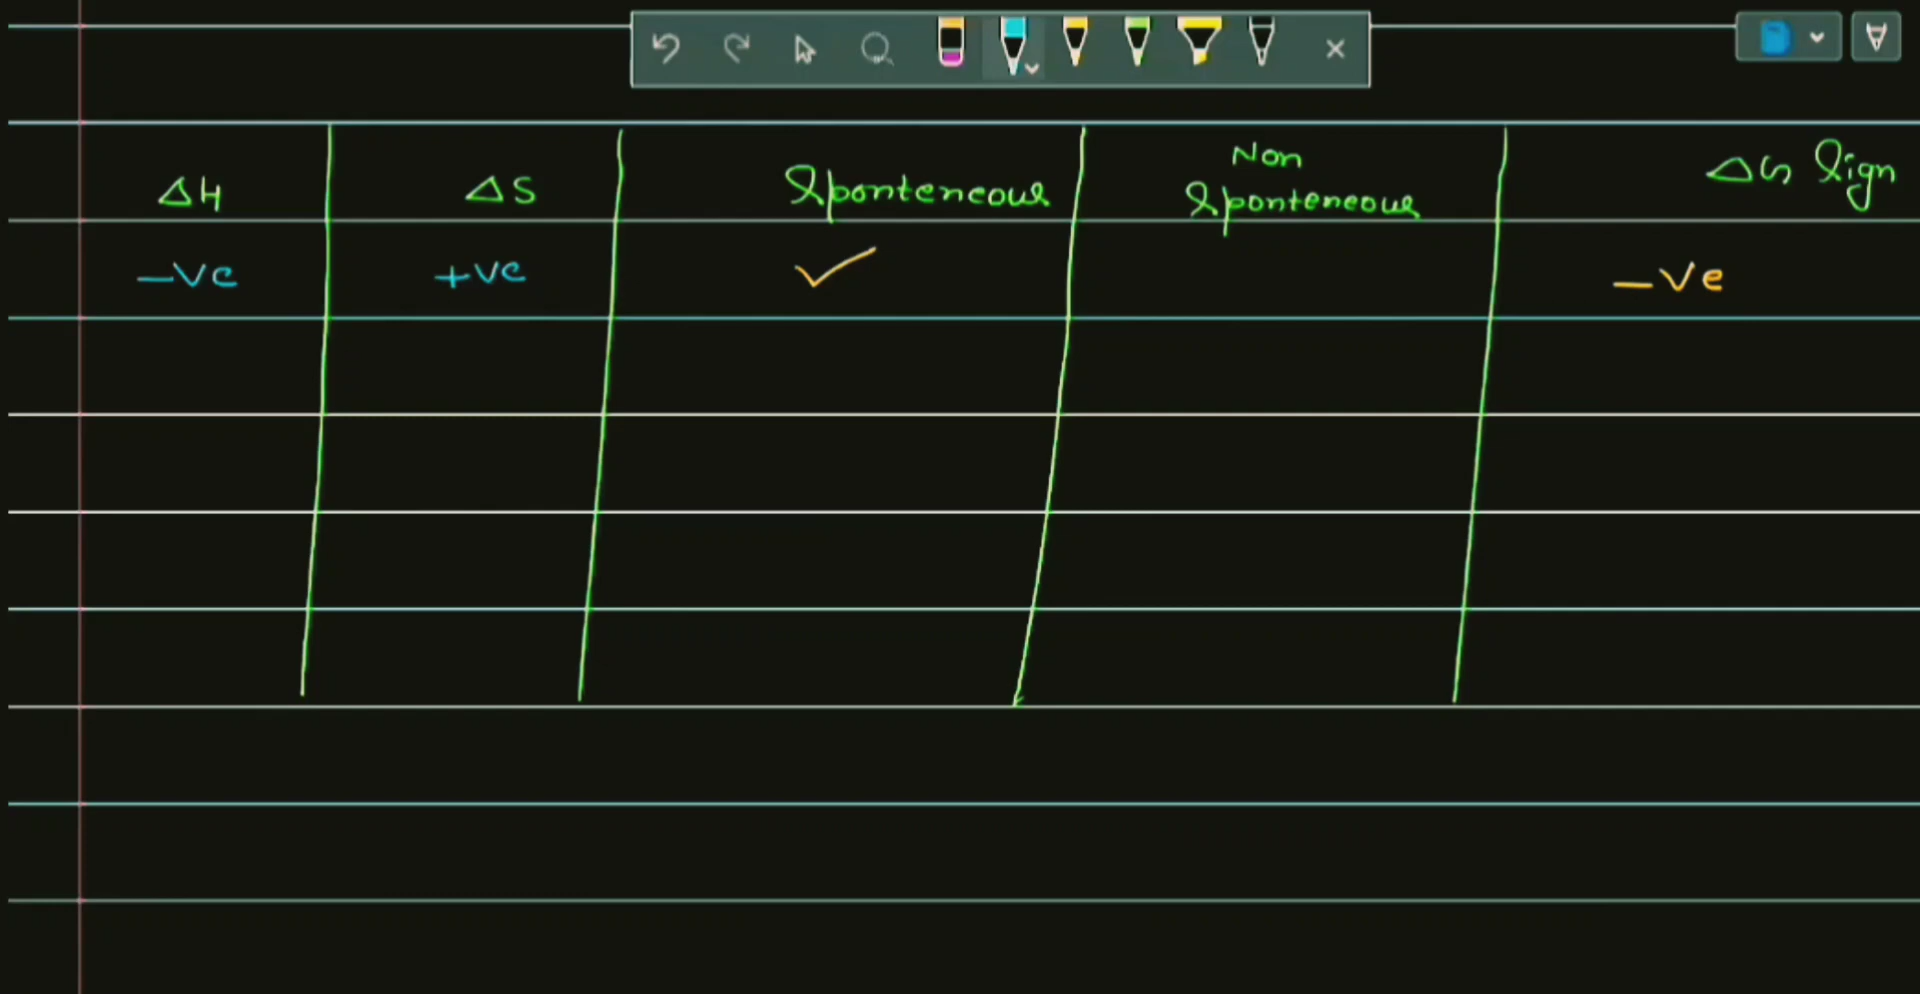 ΔH ΔS Sponteneous Non Sponteneous ΔG Sign
-ve +ve ✓ -ve